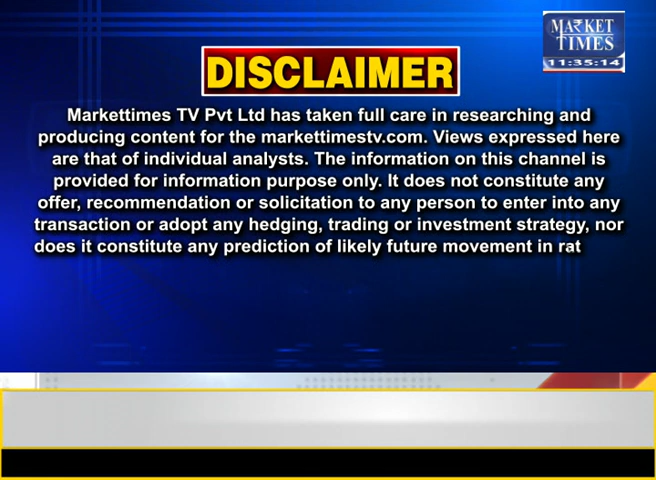 MARKET
TIMES
11:35:14
DISCLAIMER
Markettimes TV Pvt Ltd has taken full care in researching and
producing content for the markettimestv.com. Views expressed here
are that of individual analysts. The information on this channel is
provided for information purpose only. It does not constitute any
offer, recommendation or solicitation to any person to enter into any
transaction or adopt any hedging, trading or investment strategy, nor
does it constitute any prediction of likely future movement in rat